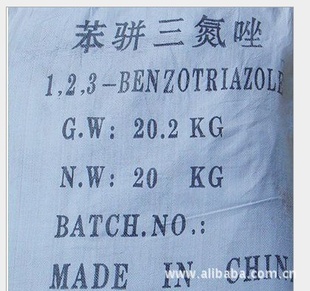 苯骈三氮唑
1,2,3-BENZOTRIAZOLE
G.W: 20.2 KG
N.W: 20 KG
BATCH.NO.:
MADE IN CHINA
www.alibaba.com.cn